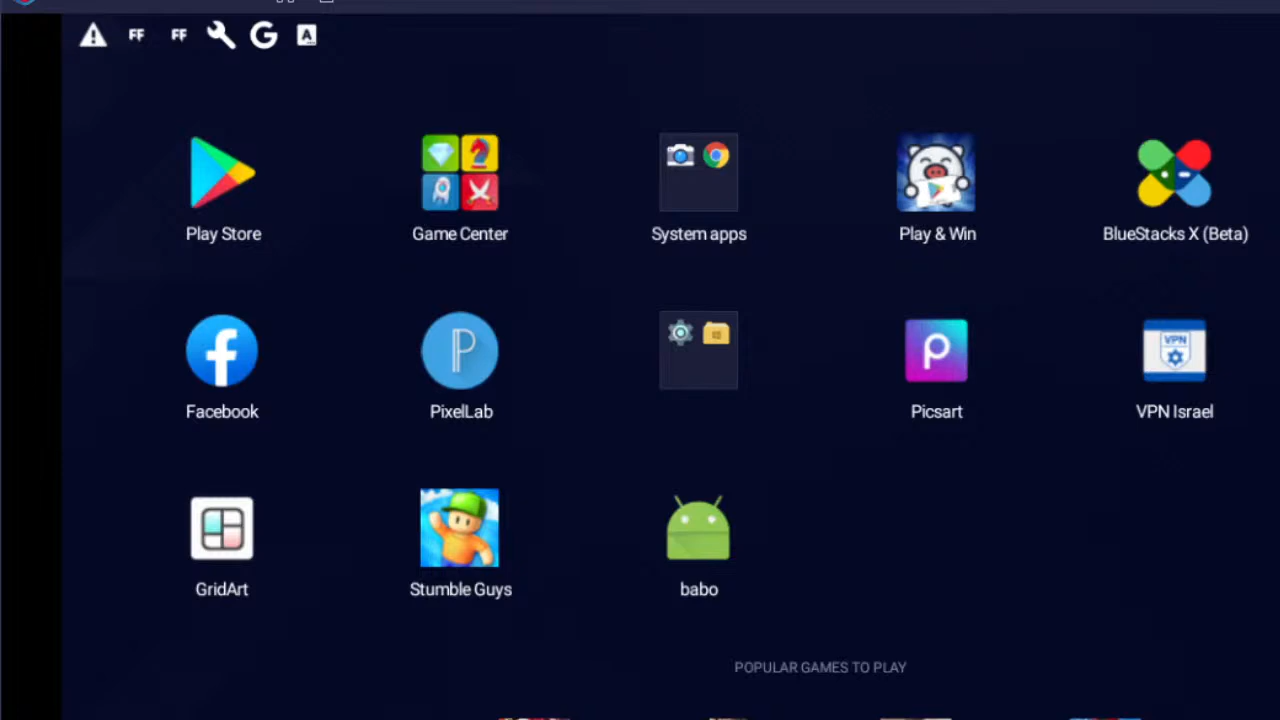 FF FF G A
Play Store Game Center System apps Play & Win BlueStacks X (Beta)
VPN
Facebook PixelLab Picsart VPN Israel
GridArt Stumble Guys babo
POPULAR GAMES TO PLAY